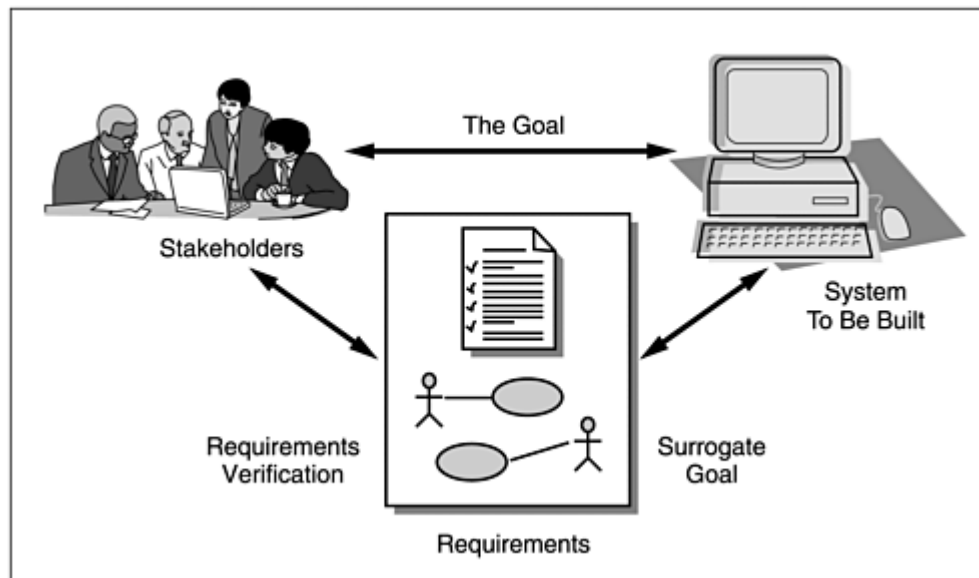 The Goal
Stakeholders
System
To Be Built
Requirements
Verification
Surrogate
Goal
Requirements